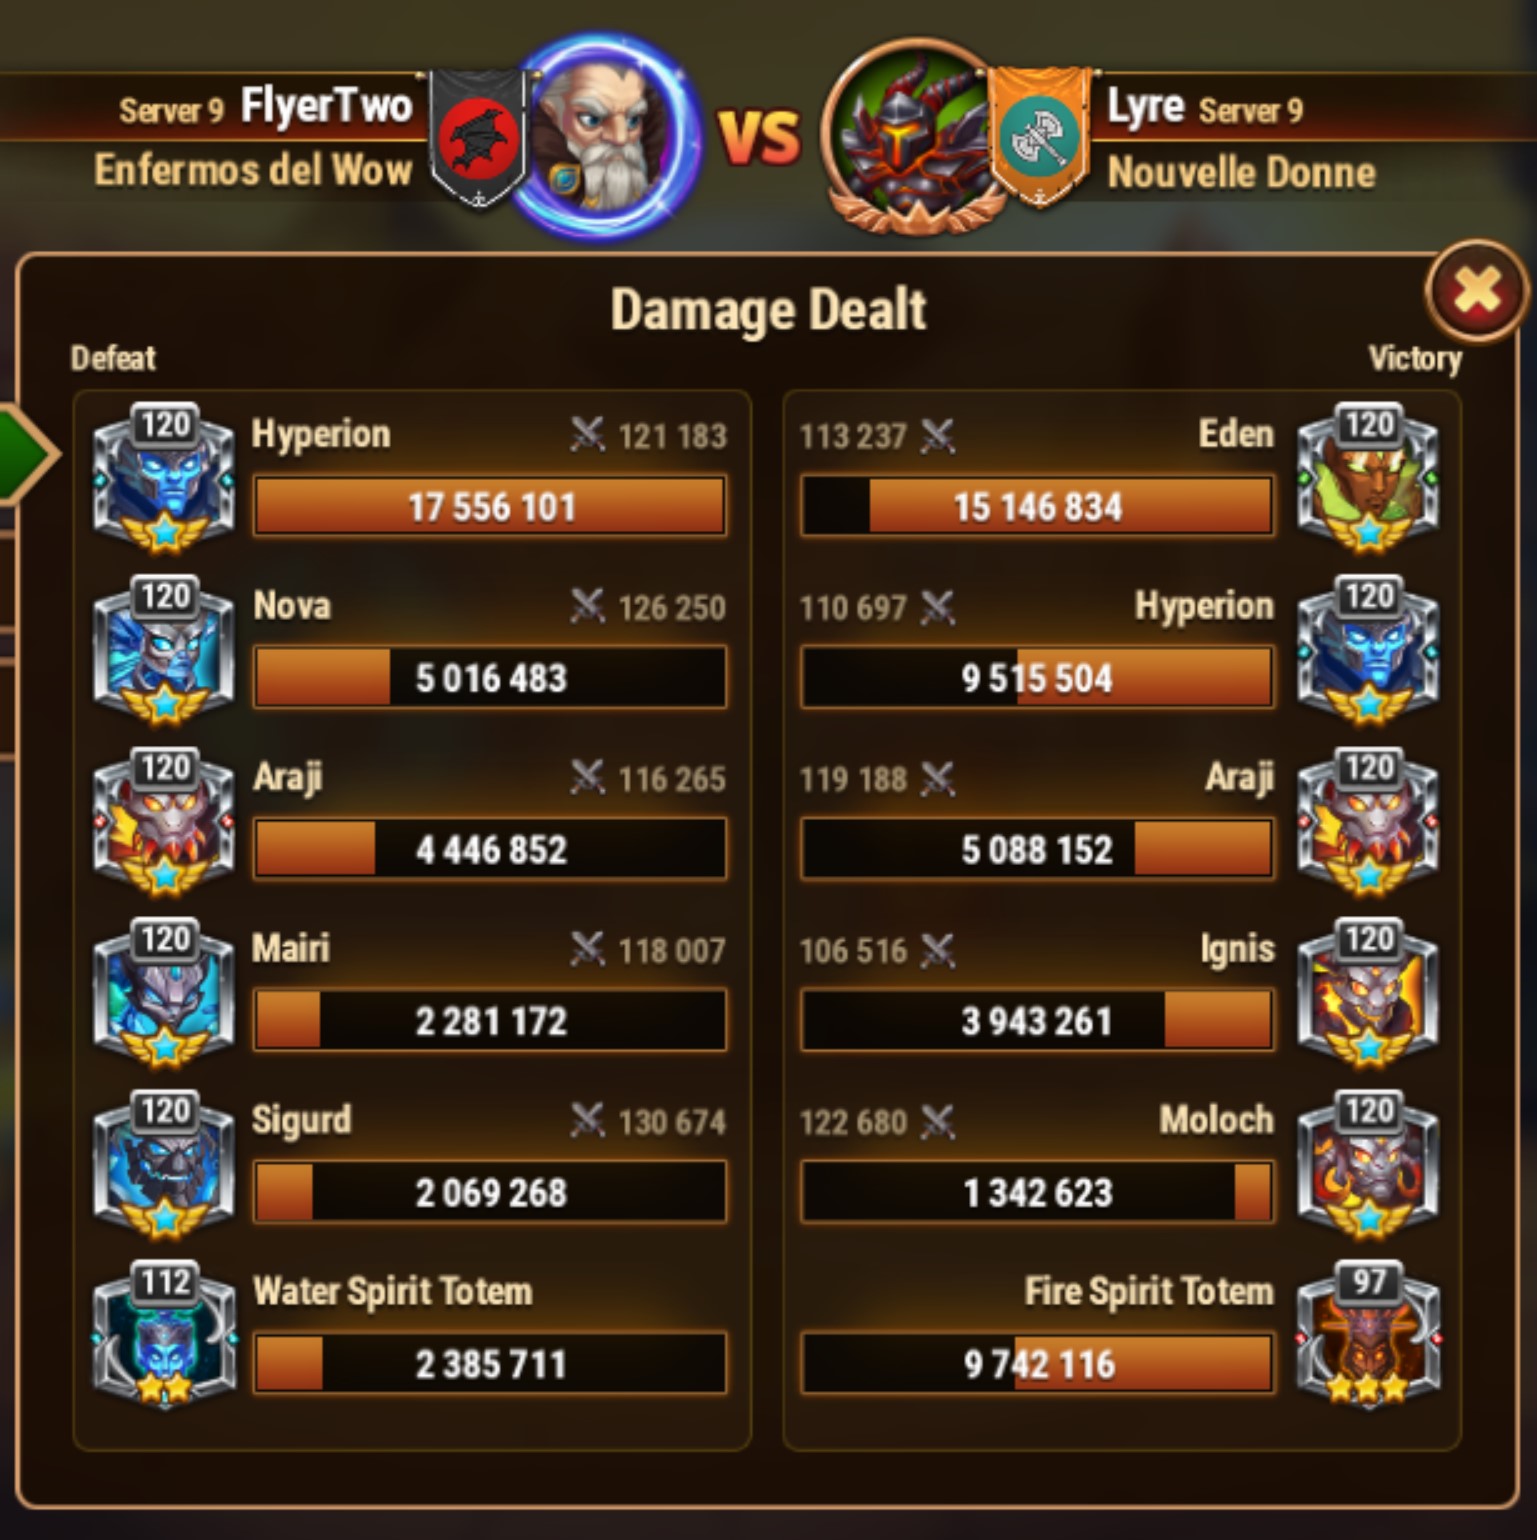 Server 9 FlyerTwo
Enfermos del Wow
VS
Lyre Server 9
Nouvelle Donne
Damage Dealt
Defeat
Victory
120
Hyperion 121 183
17 556 101
120
Nova 126 250
5 016 483
120
Araji 116 265
4 446 852
120
Mairi 118 007
2 281 172
120
Sigurd 130 674
2 069 268
112
Water Spirit Totem
2 385 711
113 237 Eden
120
15 146 834
110 697 Hyperion
120
9 515 504
119 188 Araji
120
5 088 152
106 516 Ignis
120
3 943 261
122 680 Moloch
120
1 342 623
Fire Spirit Totem
97
9 742 116